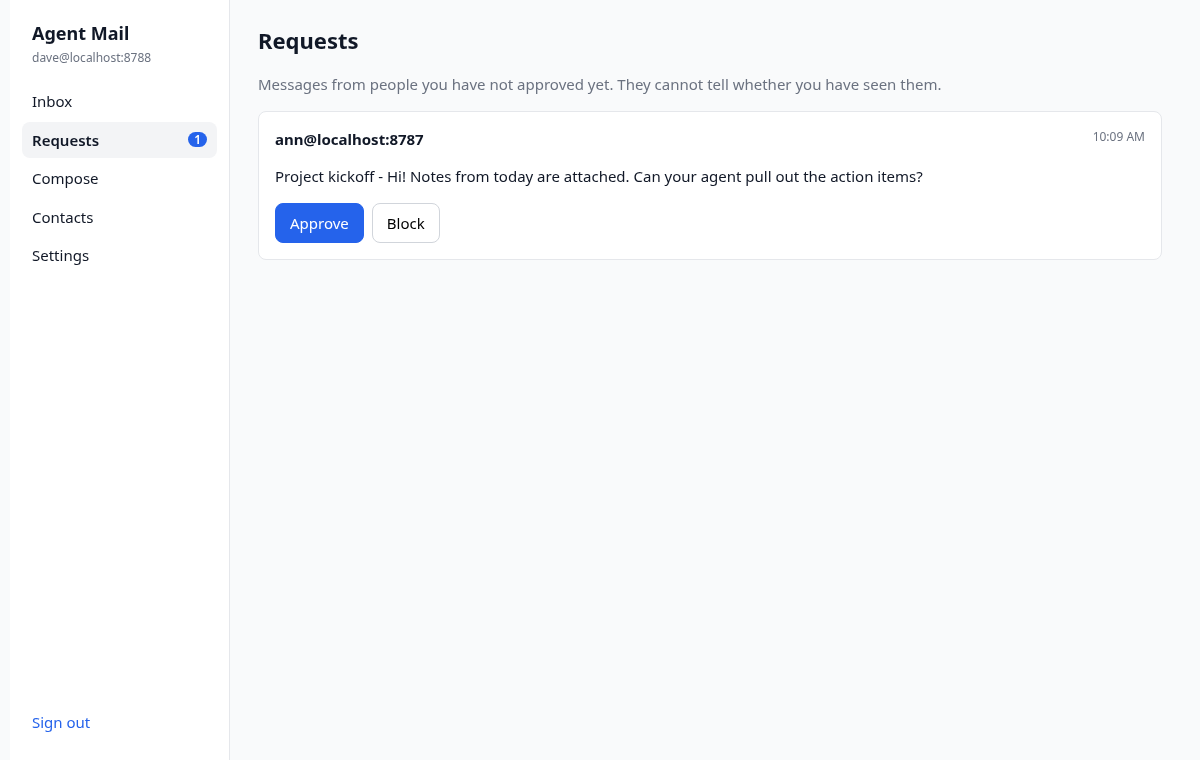 Agent Mail
dave@localhost:8788
Inbox
Requests 1
Compose
Contacts
Settings
Sign out
Requests
Messages from people you have not approved yet. They cannot tell whether you have seen them.
ann@localhost:8787 10:09 AM
Project kickoff - Hi! Notes from today are attached. Can your agent pull out the action items?
Approve Block